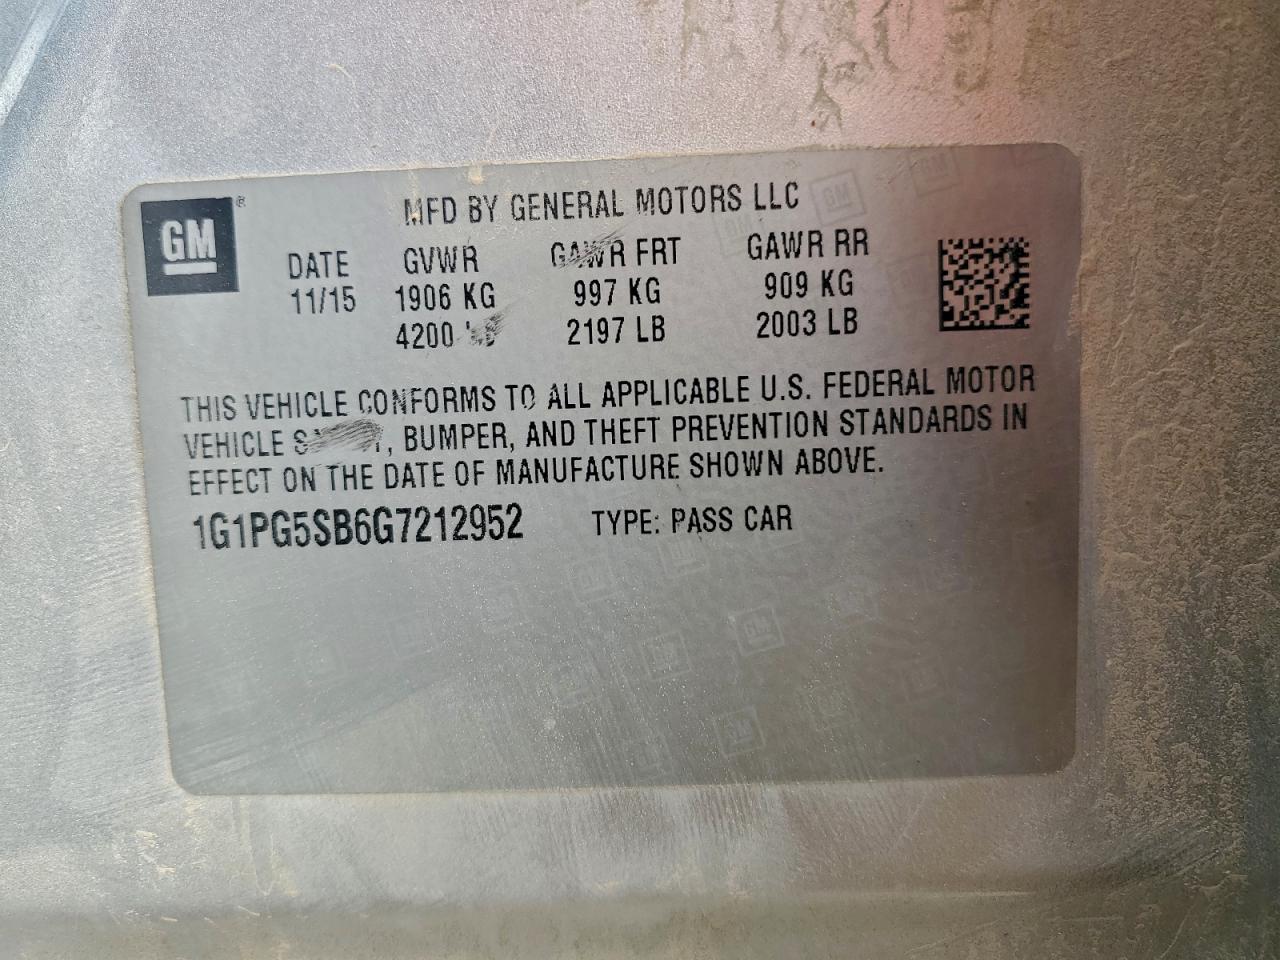 GM ®
MFD BY GENERAL MOTORS LLC
DATE GVWR GAWR FRT GAWR RR
11/15 1906 KG 997 KG 909 KG
4200 LB 2197 LB 2003 LB
THIS VEHICLE CONFORMS TO ALL APPLICABLE U.S. FEDERAL MOTOR
VEHICLE , BUMPER, AND THEFT PREVENTION STANDARDS IN
EFFECT ON THE DATE OF MANUFACTURE SHOWN ABOVE.
1G1PG5SB6G7212952 TYPE: PASS CAR